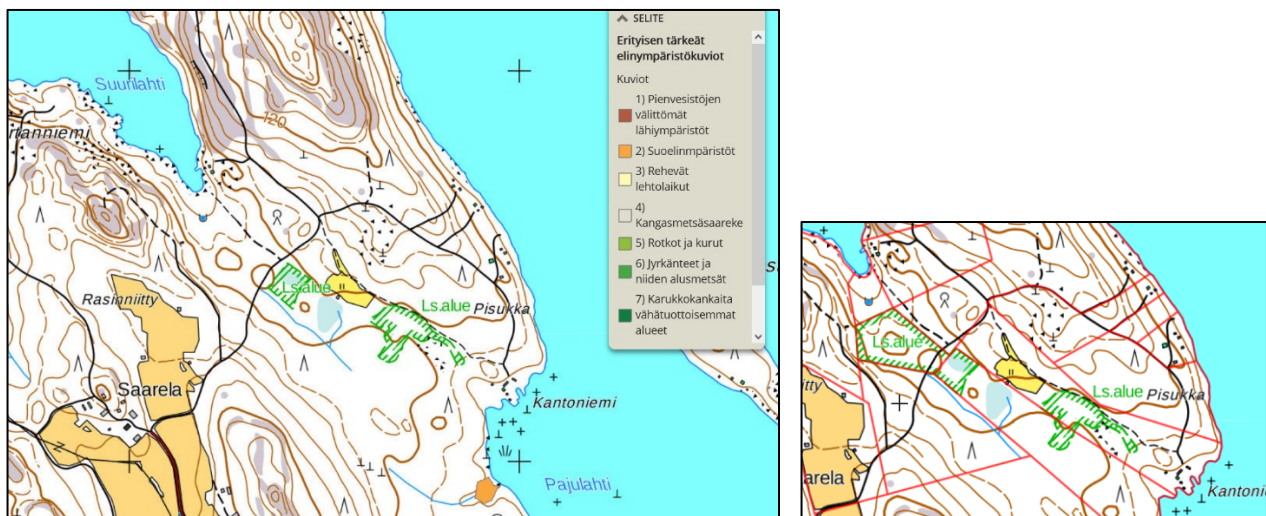 SELITE
Erityisen tärkeät
elinympäristökuviot
Kuviot
1) Pienvesistöjen
välittömät
lähiympäristöt
2) Suoelinmpäristöt
3) Rehevät
lehtolaikut
4)
Kangasmetsäsaareke
5) Rotkot ja kurut
6) Jyrkänteet ja
niiden alusmetsät
7) Karukkokankaita
vähätuottoisemmat
alueet
Suurilahti
rtanniemi
120
Ls.alue
Ls.alue Pisukka
Rasinniitty
Saarela
Kantoniemi
Pajulahti
Ls.alue
Ls.alue Pisukka
itty
arela
Kantonie